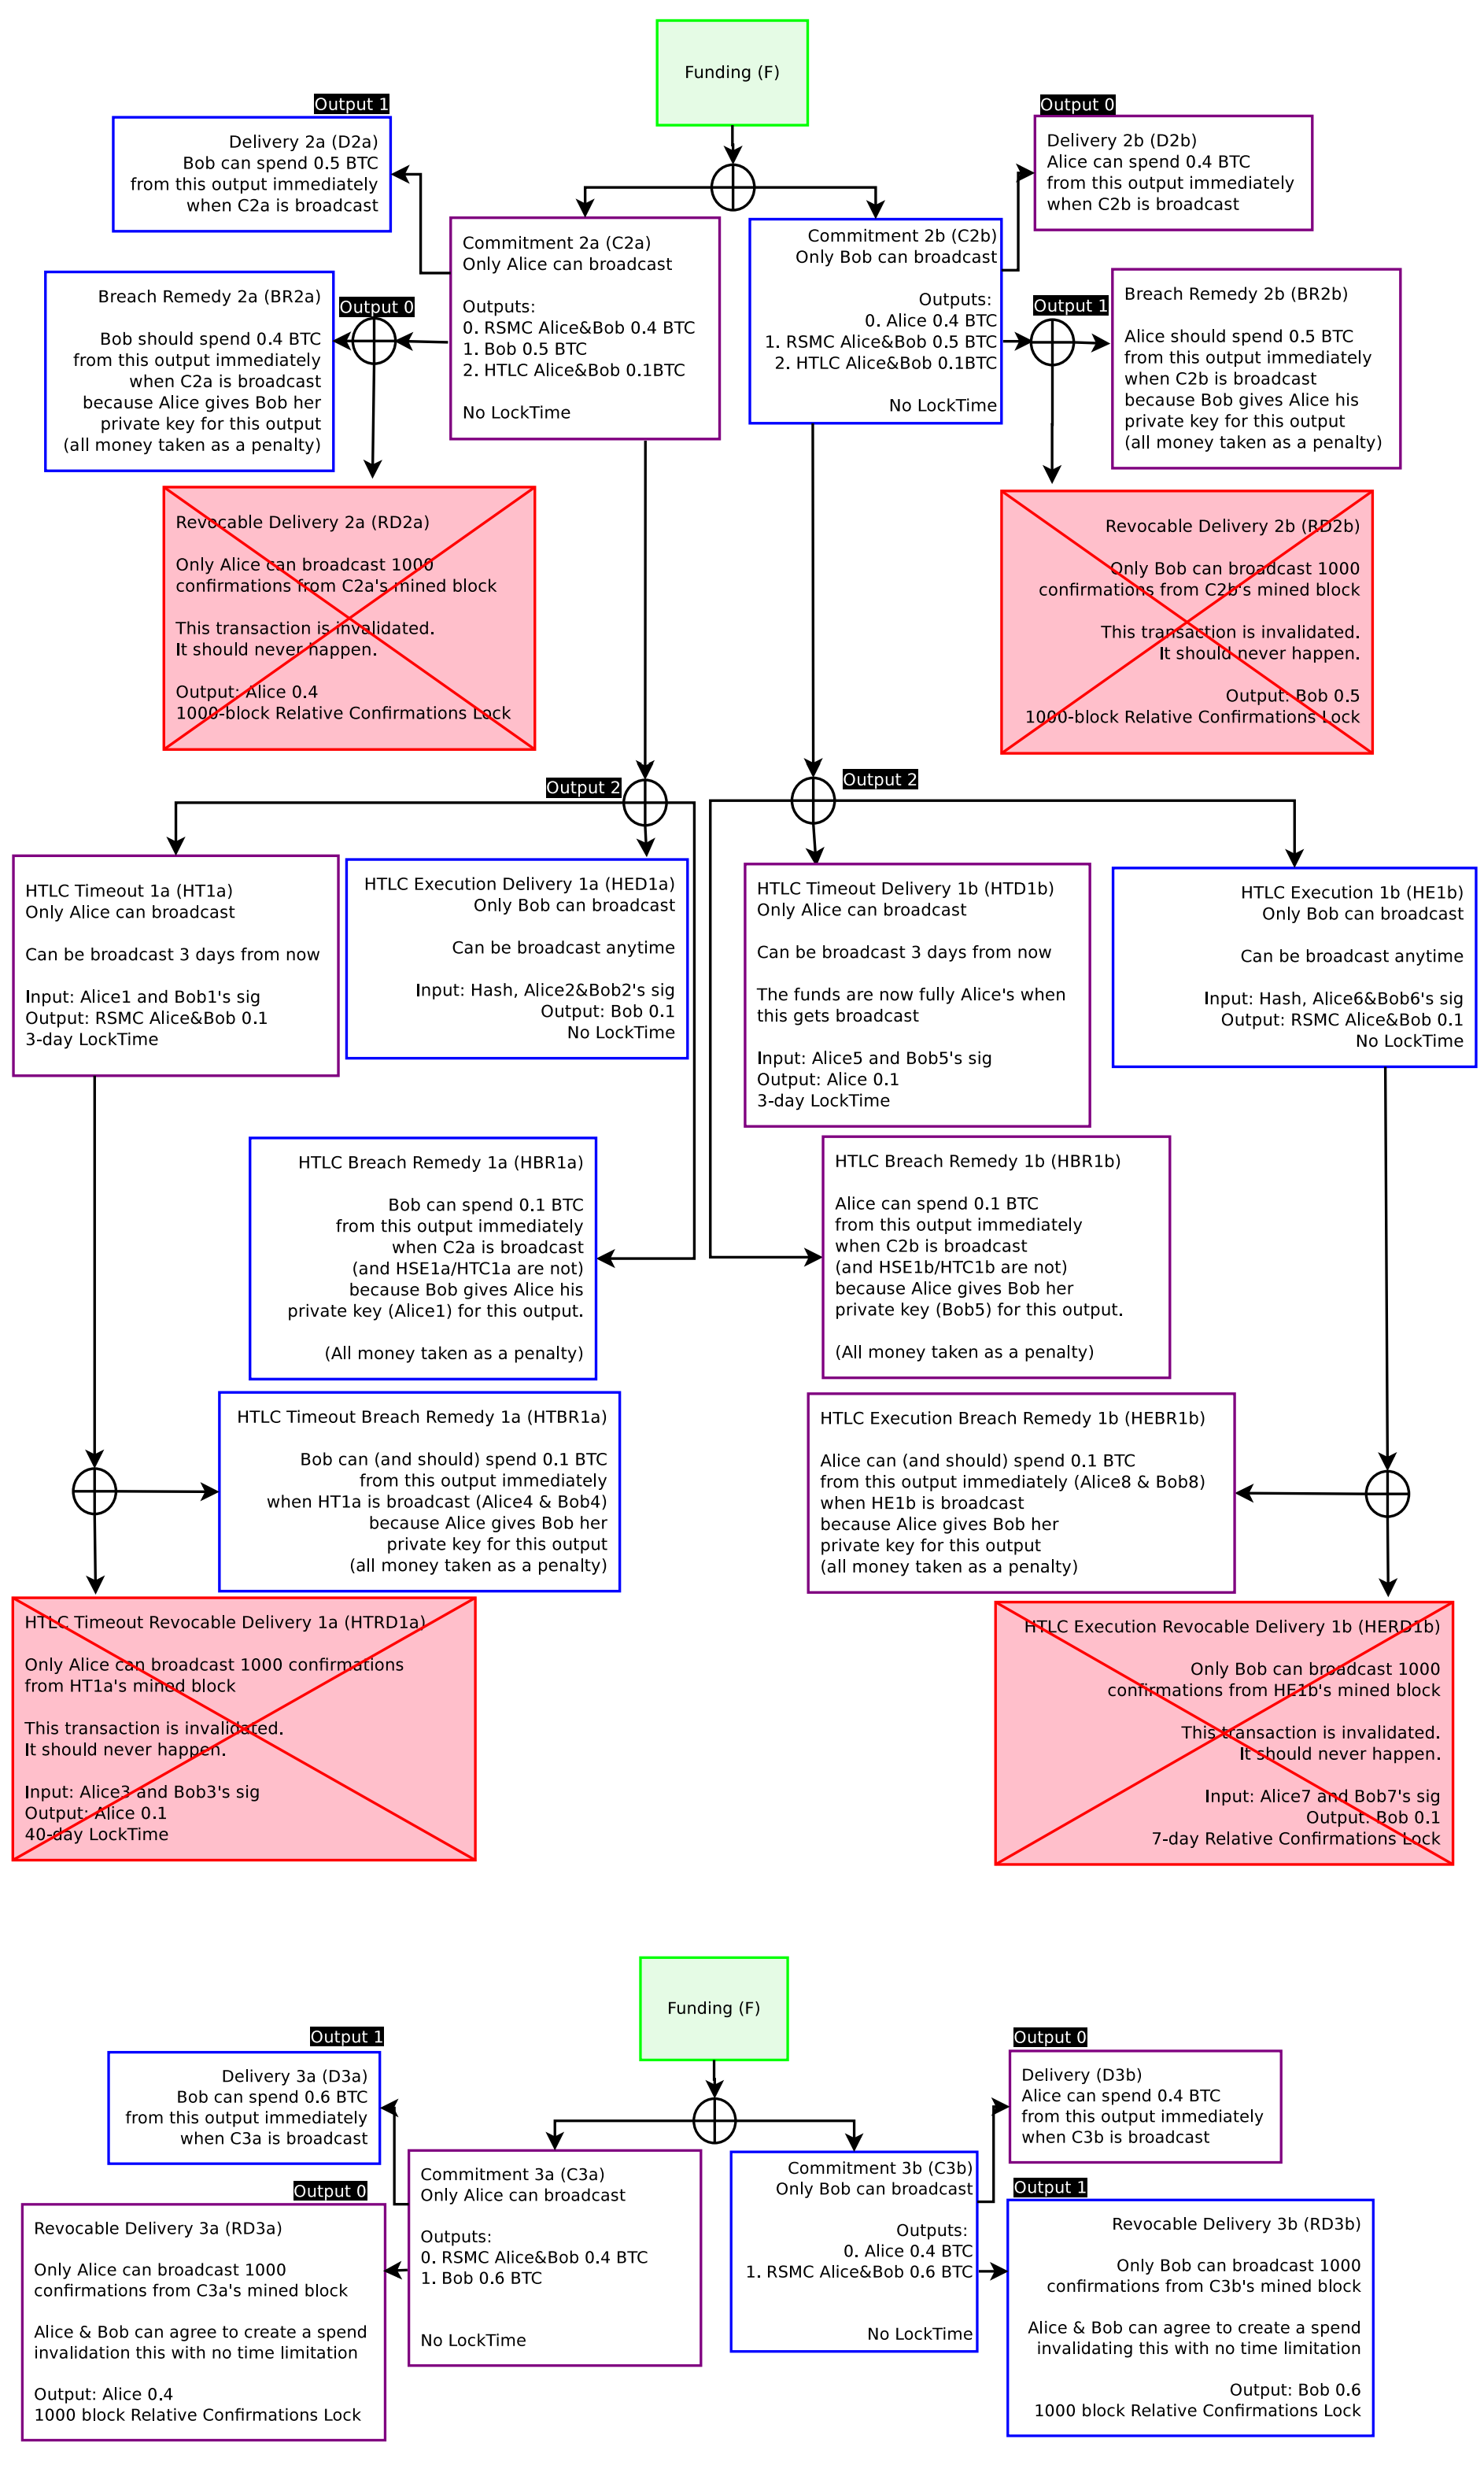 Funding (F)
Output 1
Delivery 2a (D2a)
Bob can spend 0.5 BTC
from this output immediately
when C2a is broadcast
Output 0
Delivery 2b (D2b)
Alice can spend 0.4 BTC
from this output immediately
when C2b is broadcast
Commitment 2a (C2a)
Only Alice can broadcast
Outputs:
0. RSMC Alice&Bob 0.4 BTC
1. Bob 0.5 BTC
2. HTLC Alice&Bob 0.1BTC
No LockTime
Commitment 2b (C2b)
Only Bob can broadcast
Outputs:
0. Alice 0.4 BTC
1. RSMC Alice&Bob 0.5 BTC
2. HTLC Alice&Bob 0.1BTC
No LockTime
Output 0
Breach Remedy 2a (BR2a)
Bob should spend 0.4 BTC
from this output immediately
when C2a is broadcast
because Alice gives Bob her
private key for this output
(all money taken as a penalty)
Output 1
Breach Remedy 2b (BR2b)
Alice should spend 0.5 BTC
from this output immediately
when C2b is broadcast
because Bob gives Alice his
private key for this output
(all money taken as a penalty)
Revocable Delivery 2a (RD2a)
Only Alice can broadcast 1000
confirmations from C2a's mined block
This transaction is invalidated.
It should never happen.
Output: Alice 0.4
1000-block Relative Confirmations Lock
Revocable Delivery 2b (RD2b)
Only Bob can broadcast 1000
confirmations from C2b's mined block
This transaction is invalidated.
It should never happen.
Output: Bob 0.5
1000-block Relative Confirmations Lock
Output 2
Output 2
HTLC Timeout 1a (HT1a)
Only Alice can broadcast
Can be broadcast 3 days from now
Input: Alice1 and Bob1's sig
Output: RSMC Alice&Bob 0.1
3-day LockTime
HTLC Execution Delivery 1a (HED1a)
Only Bob can broadcast
Can be broadcast anytime
Input: Hash, Alice2&Bob2's sig
Output: Bob 0.1
No LockTime
HTLC Timeout Delivery 1b (HTD1b)
Only Alice can broadcast
Can be broadcast 3 days from now
The funds are now fully Alice's when
this gets broadcast
Input: Alice5 and Bob5's sig
Output: Alice 0.1
3-day LockTime
HTLC Execution 1b (HE1b)
Only Bob can broadcast
Can be broadcast anytime
Input: Hash, Alice6&Bob6's sig
Output: RSMC Alice&Bob 0.1
No LockTime
HTLC Breach Remedy 1a (HBR1a)
Bob can spend 0.1 BTC
from this output immediately
when C2a is broadcast
(and HSE1a/HTC1a are not)
because Bob gives Alice his
private key (Alice1) for this output.
(All money taken as a penalty)
HTLC Breach Remedy 1b (HBR1b)
Alice can spend 0.1 BTC
from this output immediately
when C2b is broadcast
(and HSE1b/HTC1b are not)
because Alice gives Bob her
private key (Bob5) for this output.
(All money taken as a penalty)
HTLC Timeout Breach Remedy 1a (HTBR1a)
Bob can (and should) spend 0.1 BTC
from this output immediately
when HT1a is broadcast (Alice4 & Bob4)
because Alice gives Bob her
private key for this output
(all money taken as a penalty)
HTLC Execution Breach Remedy 1b (HEBR1b)
Alice can (and should) spend 0.1 BTC
from this output immediately (Alice8 & Bob8)
when HE1b is broadcast
because Alice gives Bob her
private key for this output
(all money taken as a penalty)
HTLC Timeout Revocable Delivery 1a (HTRD1a)
Only Alice can broadcast 1000 confirmations
from HT1a's mined block
This transaction is invalidated.
It should never happen.
Input: Alice3 and Bob3's sig
Output: Alice 0.1
40-day LockTime
HTLC Execution Revocable Delivery 1b (HERD1b)
Only Bob can broadcast 1000
confirmations from HE1b's mined block
This transaction is invalidated.
It should never happen.
Input: Alice7 and Bob7's sig
Output: Bob 0.1
7-day Relative Confirmations Lock
Funding (F)
Output 1
Delivery 3a (D3a)
Bob can spend 0.6 BTC
from this output immediately
when C3a is broadcast
Output 0
Delivery (D3b)
Alice can spend 0.4 BTC
from this output immediately
when C3b is broadcast
Commitment 3a (C3a)
Only Alice can broadcast
Outputs:
0. RSMC Alice&Bob 0.4 BTC
1. Bob 0.6 BTC
No LockTime
Commitment 3b (C3b)
Only Bob can broadcast
Outputs:
0. Alice 0.4 BTC
1. RSMC Alice&Bob 0.6 BTC
No LockTime
Output 0
Revocable Delivery 3a (RD3a)
Only Alice can broadcast 1000
confirmations from C3a's mined block
Alice & Bob can agree to create a spend
invalidation this with no time limitation
Output: Alice 0.4
1000 block Relative Confirmations Lock
Output 1
Revocable Delivery 3b (RD3b)
Only Bob can broadcast 1000
confirmations from C3b's mined block
Alice & Bob can agree to create a spend
invalidating this with no time limitation
Output: Bob 0.6
1000 block Relative Confirmations Lock